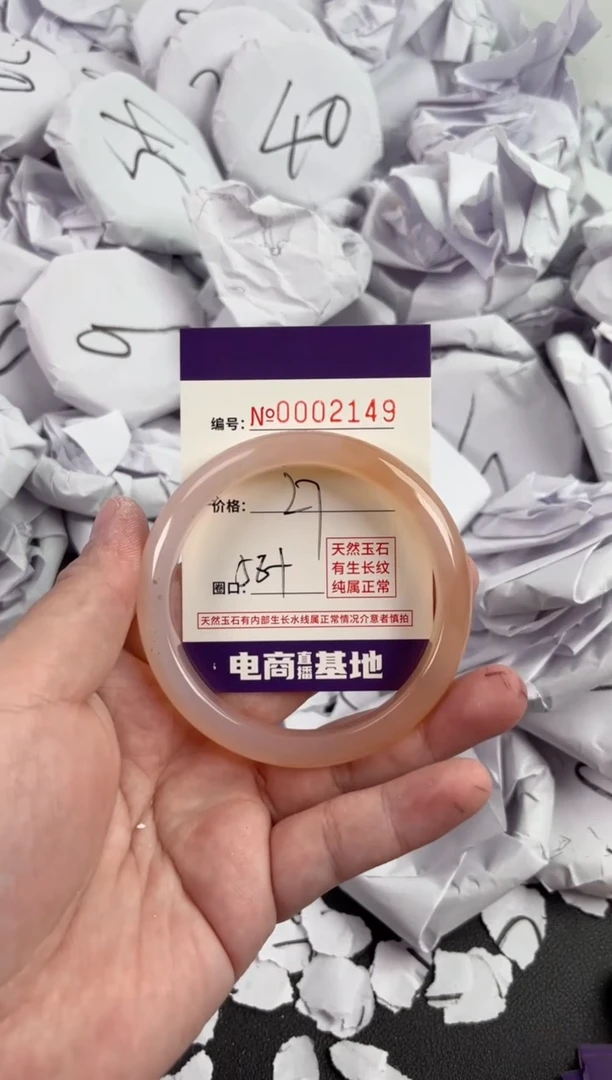 40
编号: №0002149
价格: 27
天然玉石
有生长纹
纯属正常
圈口:
天然玉石有内部生长水线属正常情况介意者慎拍
电商直播基地